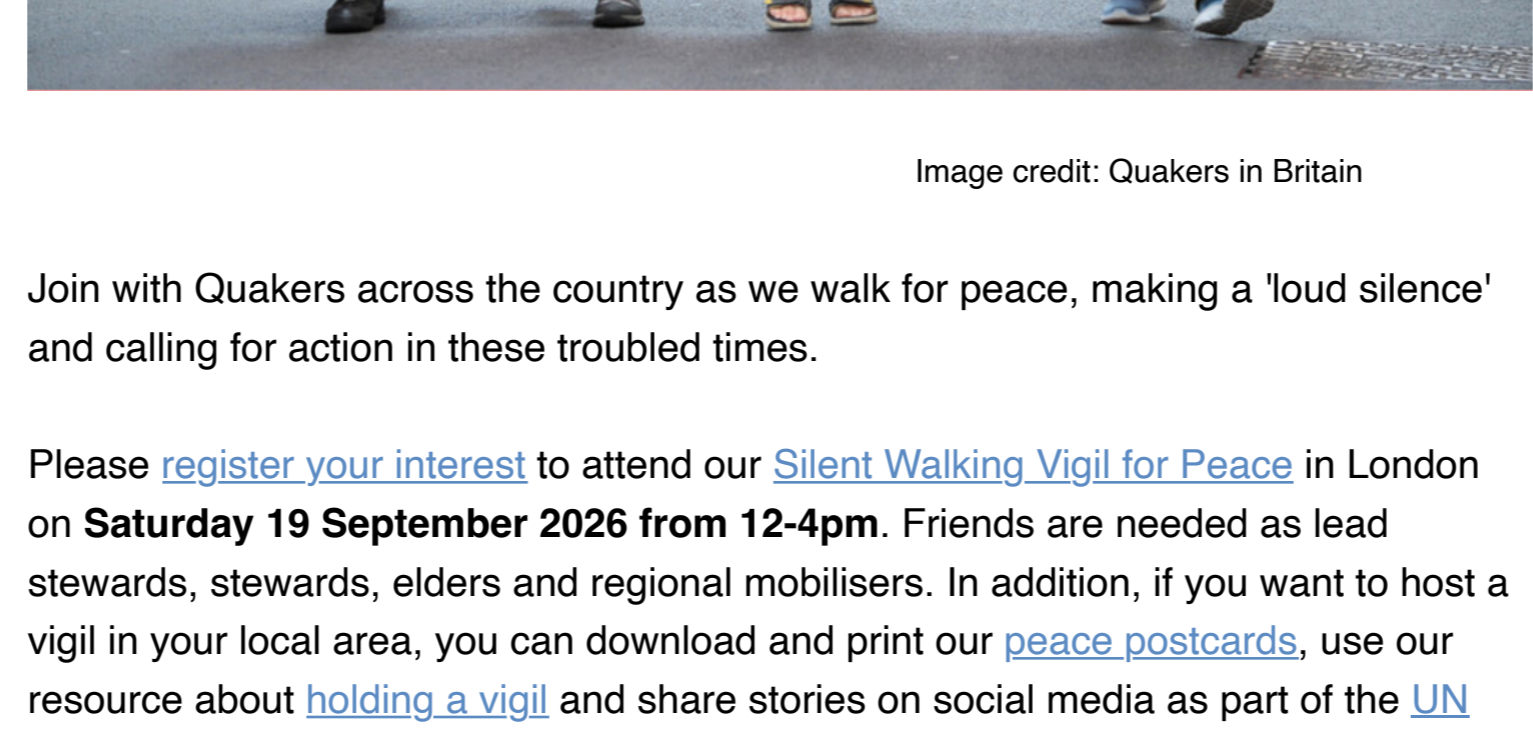 Image credit: Quakers in Britain
Join with Quakers across the country as we walk for peace, making a 'loud silence'
and calling for action in these troubled times.
Please register your interest to attend our Silent Walking Vigil for Peace in London
on Saturday 19 September 2026 from 12-4pm. Friends are needed as lead
stewards, stewards, elders and regional mobilisers. In addition, if you want to host a
vigil in your local area, you can download and print our peace postcards, use our
resource about holding a vigil and share stories on social media as part of the UN